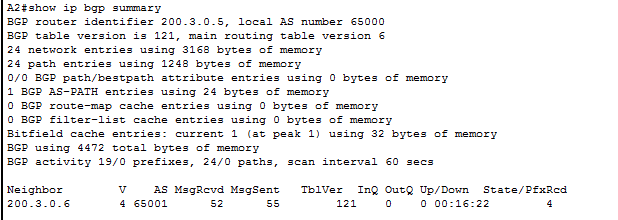 A2#show ip bgp summary
BGP router identifier 200.3.0.5, local AS number 65000
BGP table version is 121, main routing table version 6
24 network entries using 3168 bytes of memory
24 path entries using 1248 bytes of memory
0/0 BGP path/bestpath attribute entries using 0 bytes of memory
1 BGP AS-PATH entries using 24 bytes of memory
0 BGP route-map cache entries using 0 bytes of memory
0 BGP filter-list cache entries using 0 bytes of memory
Bitfield cache entries: current 1 (at peak 1) using 32 bytes of memory
BGP using 4472 total bytes of memory
BGP activity 19/0 prefixes, 24/0 paths, scan interval 60 secs
Neighbor V AS MsgRcvd MsgSent TblVer InQ OutQ Up/Down State/PfxRcd
200.3.0.6 4 65001 52 55 121 0 0 00:16:22 4